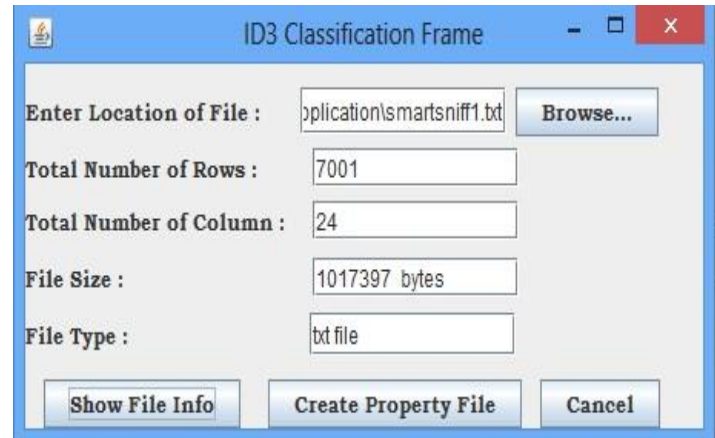 ID3 Classification Frame
Enter Location of File : pplication\smartsniff1.txt Browse...
Total Number of Rows : 7001
Total Number of Column : 24
File Size : 1017397 bytes
File Type : txt file
Show File Info Create Property File Cancel